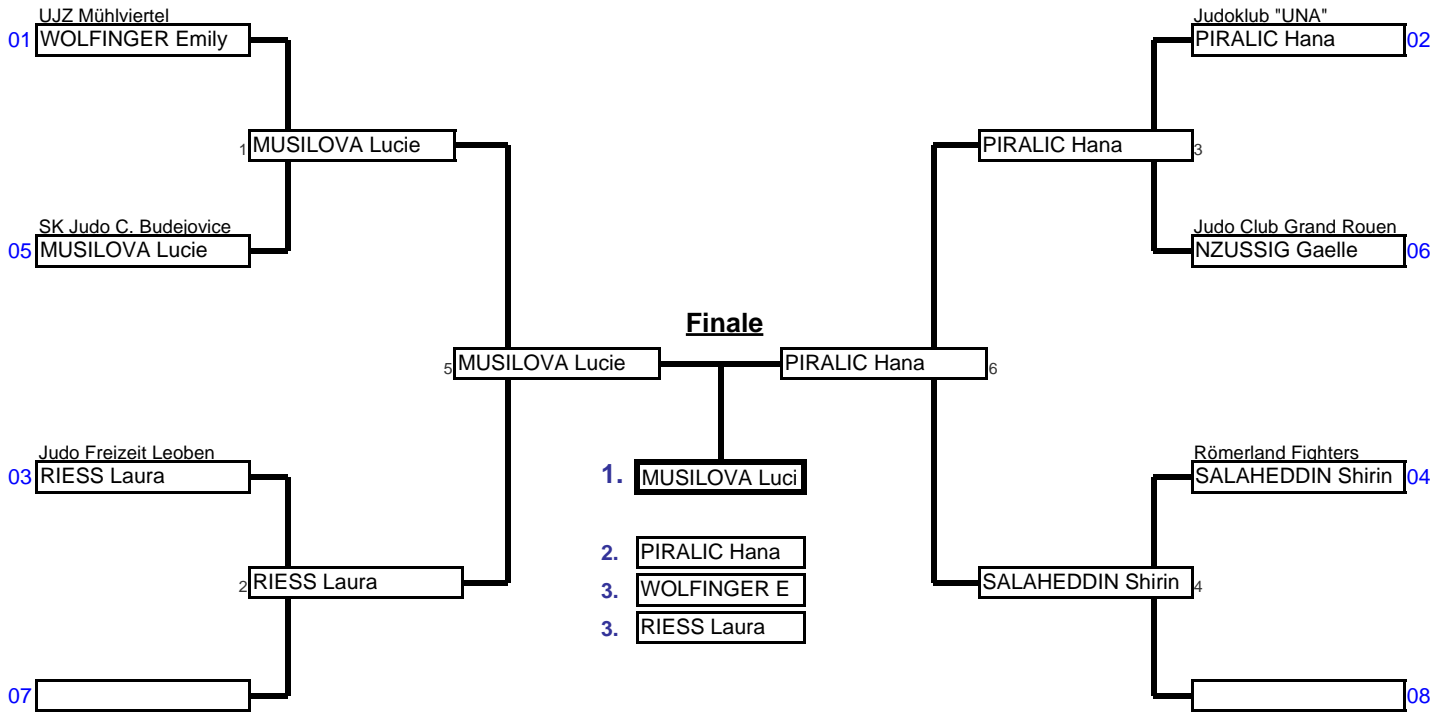 UJZ Mühlviertel
01 WOLFINGER Emily
1 MUSILOVA Lucie
SK Judo C. Budejovice
05 MUSILOVA Lucie
5 MUSILOVA Lucie
Judo Freizeit Leoben
03 RIESS Laura
2 RIESS Laura
07
Finale
1. MUSILOVA Luci
2. PIRALIC Hana
3. WOLFINGER E
3. RIESS Laura
Judoklub "UNA"
PIRALIC Hana 02
PIRALIC Hana 3
Judo Club Grand Rouen
NZUSSIG Gaelle 06
PIRALIC Hana 6
Römerland Fighters
SALAHEDDIN Shirin 04
SALAHEDDIN Shirin 4
08